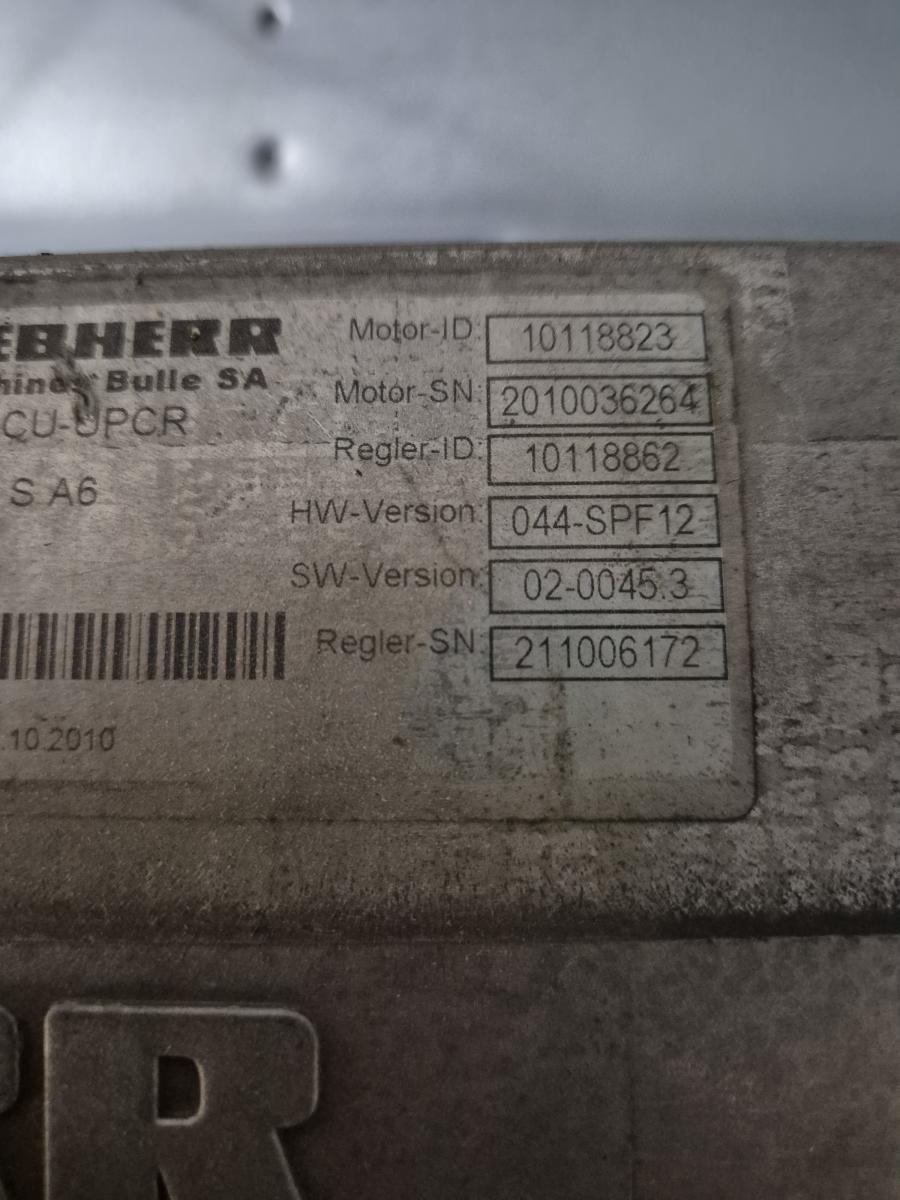 EBHERR
hines Bulle SA
CU-UPCR
S A6
.10.2010
Motor-ID: 10118823
Motor-SN: 2010036264
Regler-ID: 10118862
HW-Version: 044-SPF12
SW-Version: 02-0045.3
Regler-SN: 211006172
RR